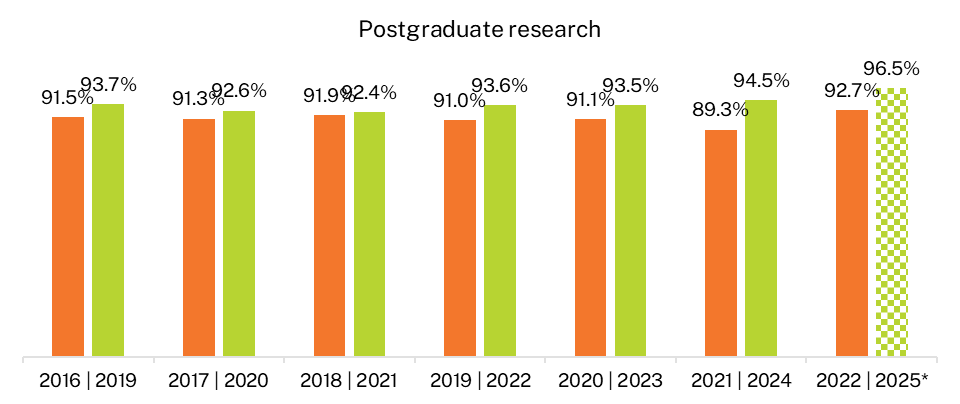 Postgraduate research
91.5% 93.7% 91.3% 92.6% 91.9% 92.4% 91.0% 93.6% 91.1% 93.5% 89.3% 94.5% 92.7% 96.5%
2016 | 2019 2017 | 2020 2018 | 2021 2019 | 2022 2020 | 2023 2021 | 2024 2022 | 2025*